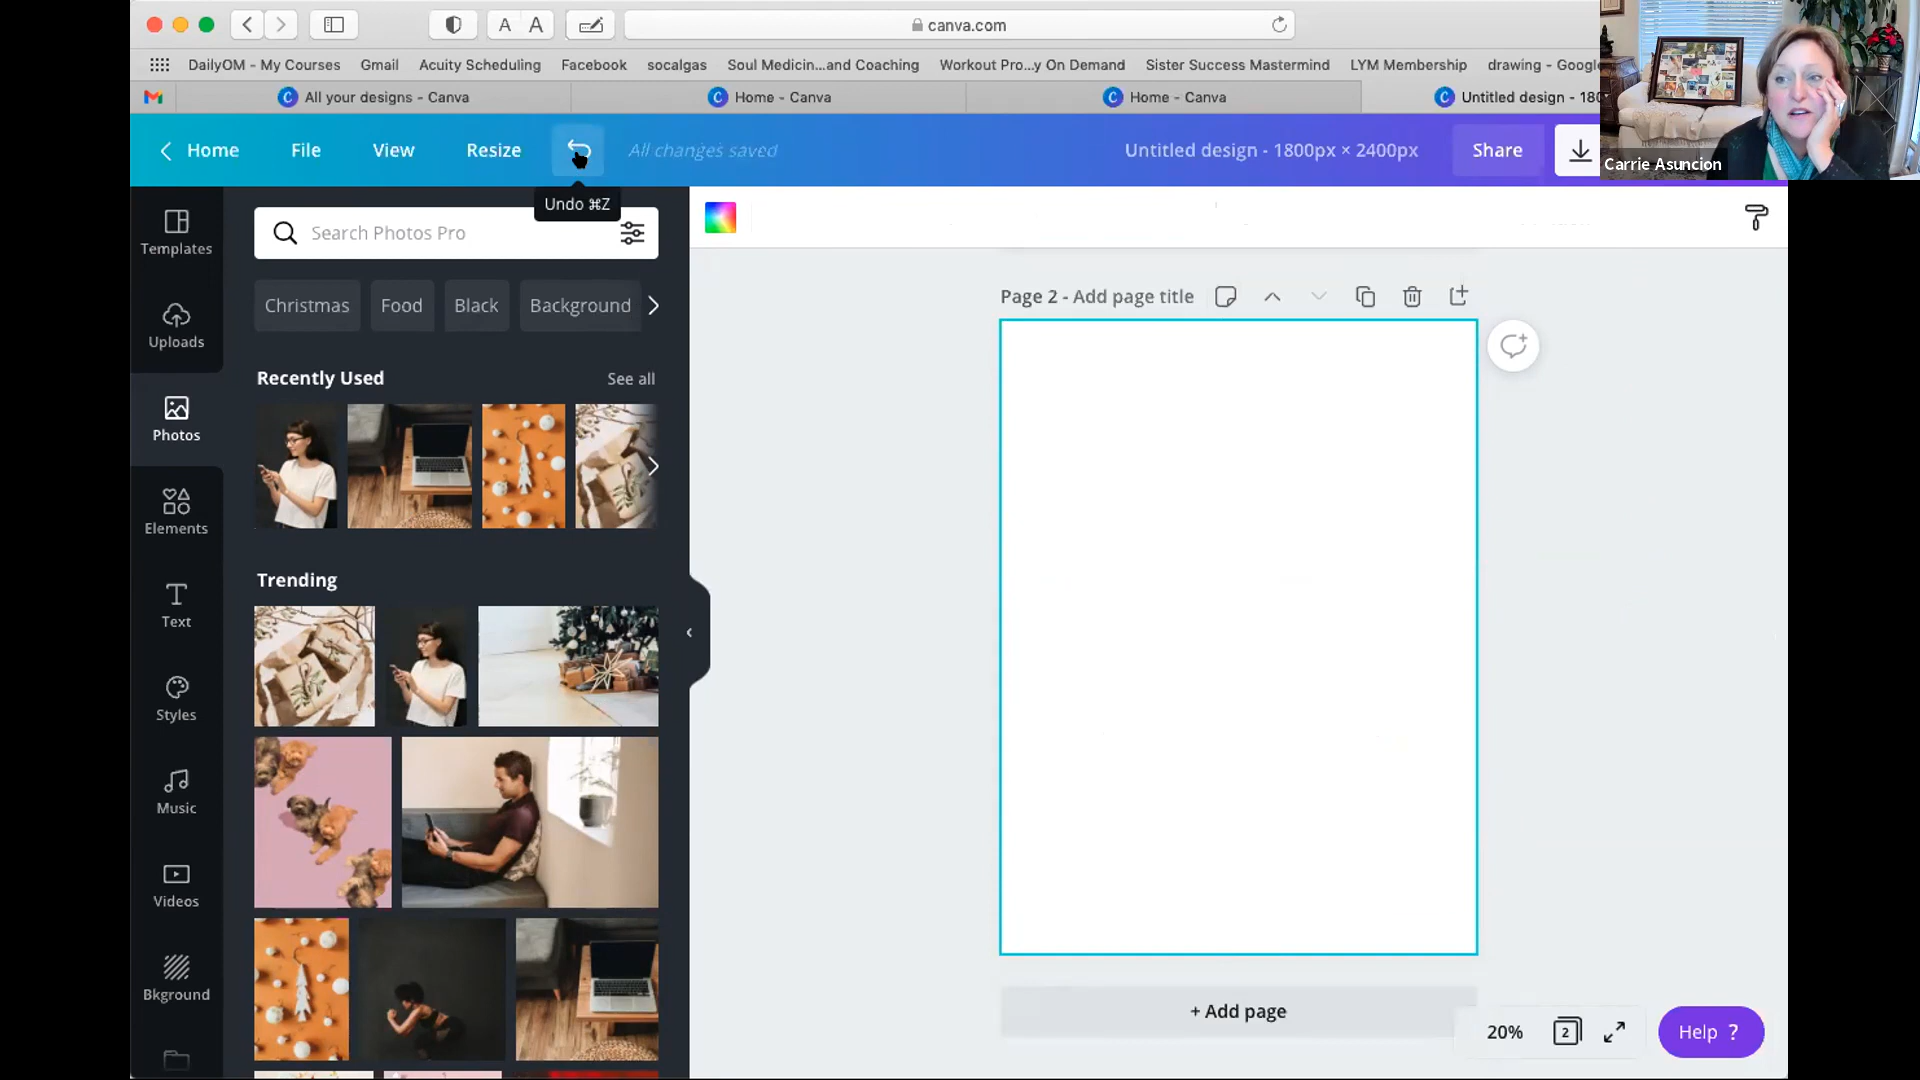 canva.com
DailyOM - My Courses
Gmail
Acuity Scheduling
Facebook
socalgas
Soul Medicin...and Coaching
Workout Pro...y On Demand
Sister Success Mastermind
LYM Membership
drawing - Google
All your designs - Canva
Home - Canva
Home - Canva
Untitled design - 180
Home
File
View
Resize
All changes saved
Untitled design - 1800px × 2400px
Share
Carrie Asuncion
Undo ⌘Z
Templates
Search Photos Pro
Christmas
Food
Black
Background
Page 2 - Add page title
Uploads
Recently Used
See all
Photos
Elements
Trending
Text
Styles
Music
Videos
Bkground
+ Add page
20%
2
Help ?